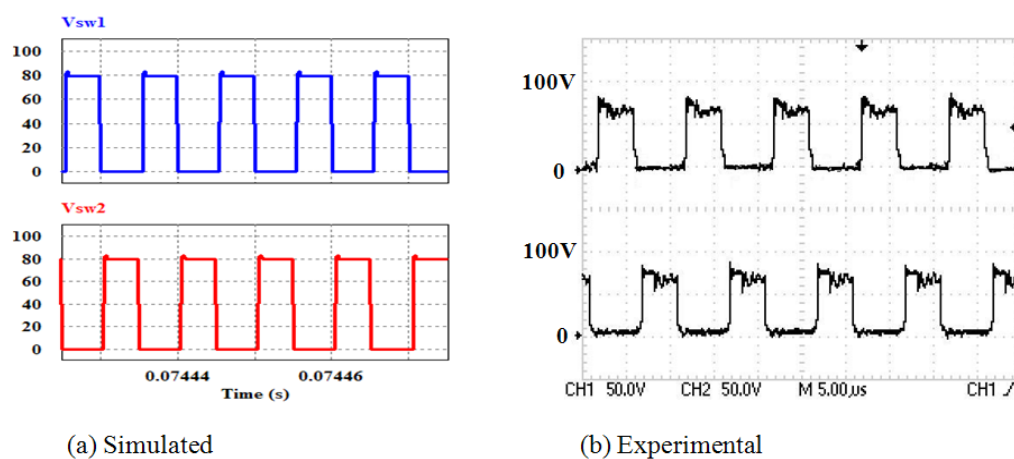 Vsw1
100
80
60
40
20
0
Vsw2
100
80
60
40
20
0
0.07444 0.07446
Time (s)
(a) Simulated
100V
0
100V
0
CH1 50.0V CH2 50.0V M 5.00µs CH1
(b) Experimental